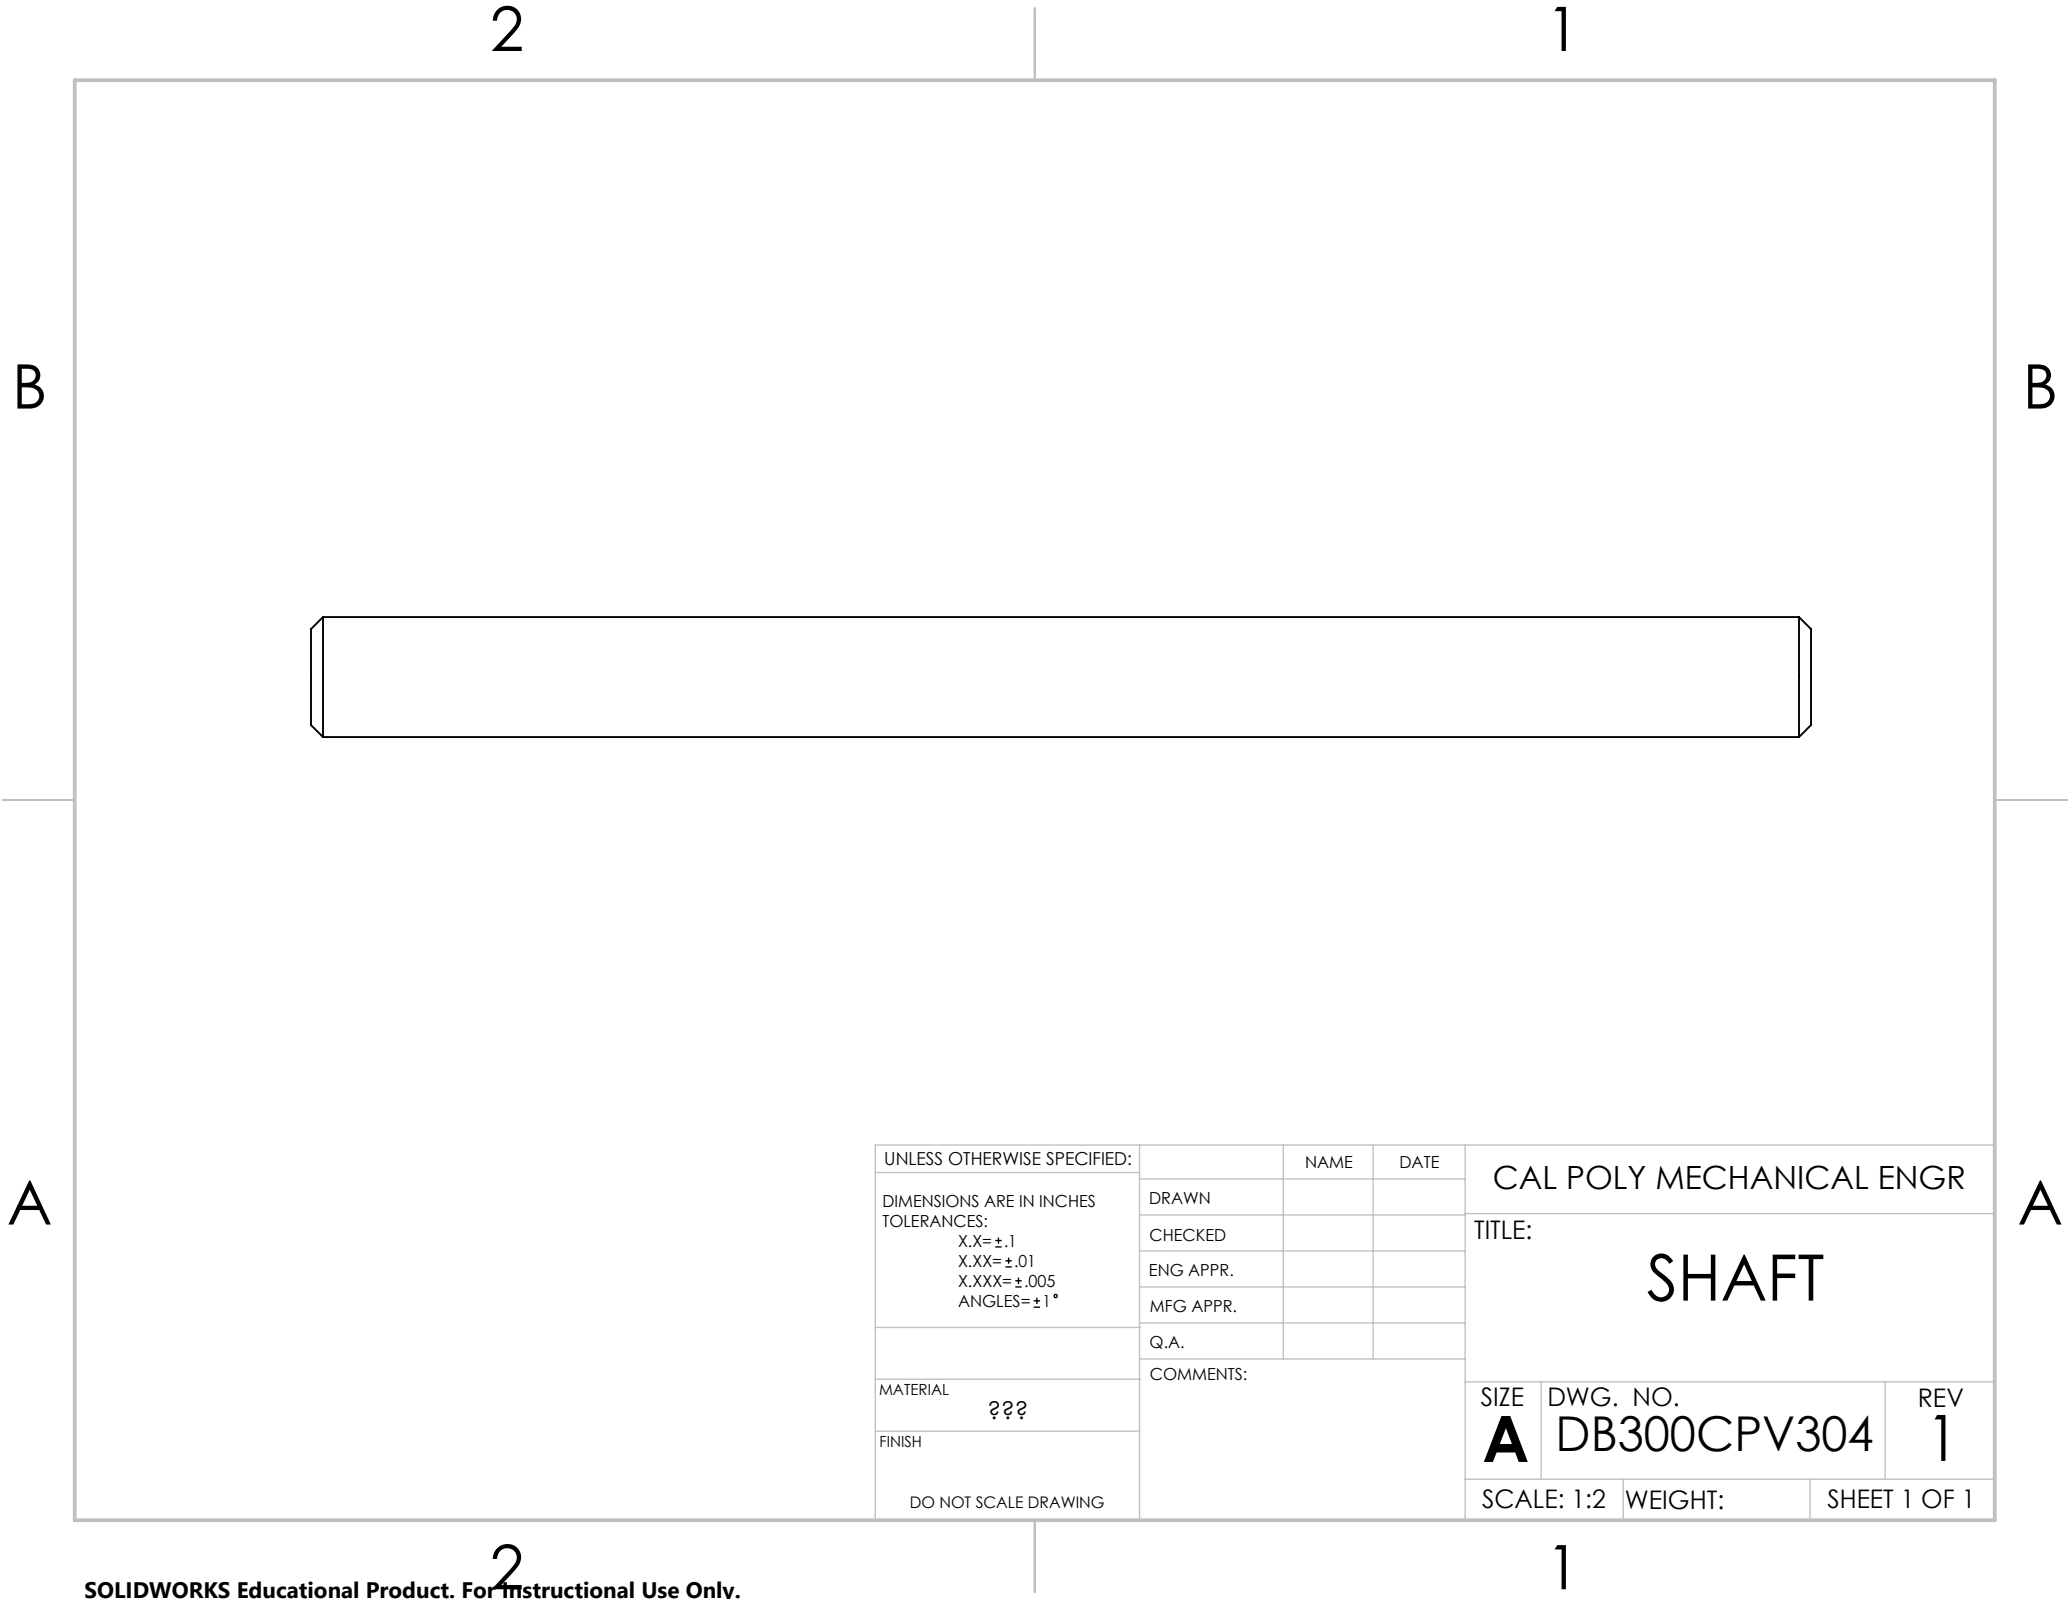 2 1
B B
A A
UNLESS OTHERWISE SPECIFIED:
DIMENSIONS ARE IN INCHES
TOLERANCES:
X.X=±.1
X.XX=±.01
X.XXX=±.005
ANGLES=±1°
MATERIAL
???
FINISH
DO NOT SCALE DRAWING
NAME DATE
DRAWN
CHECKED
ENG APPR.
MFG APPR.
Q.A.
COMMENTS:
CAL POLY MECHANICAL ENGR
TITLE:
SHAFT
SIZE DWG. NO. REV
A DB300CPV304 1
SCALE: 1:2 WEIGHT: SHEET 1 OF 1
2 1
SOLIDWORKS Educational Product. For Instructional Use Only.